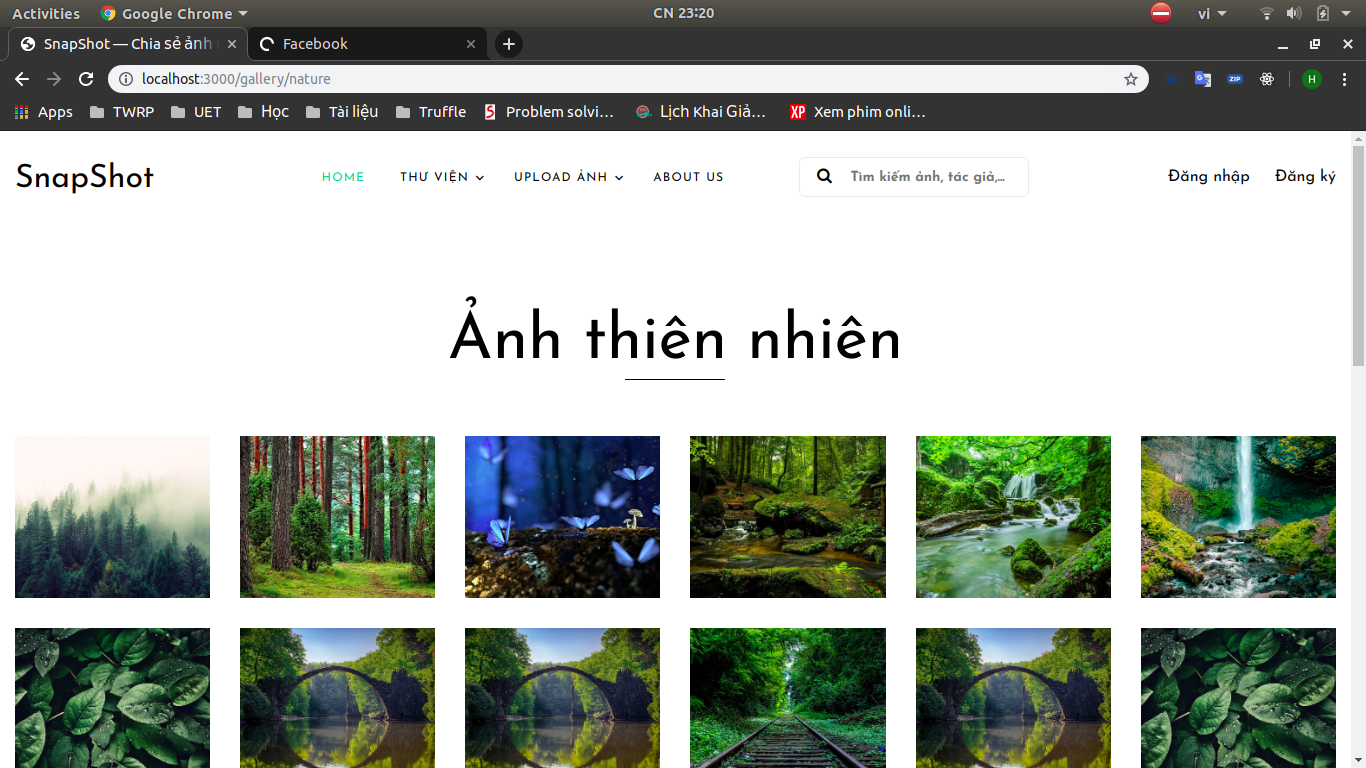 Activities Google Chrome CN 23:20 vi
SnapShot — Chia sẻ ảnh Facebook
localhost:3000/gallery/nature ZIP H
Apps TWRP UET Học Tài liệu Truffle S Problem solvi... Lịch Khai Giả... XP Xem phim onli...
SnapShot HOME THƯ VIỆN UPLOAD ẢNH ABOUT US Tìm kiếm ảnh, tác giả,... Đăng nhập Đăng ký
Ảnh thiên nhiên